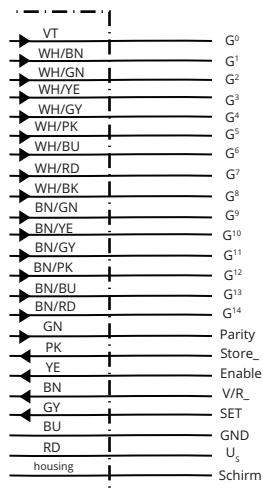 VT G⁰
WH/BN G¹
WH/GN G²
WH/YE G³
WH/GY G⁴
WH/PK G⁵
WH/BU G⁶
WH/RD G⁷
WH/BK G⁸
BN/GN G⁹
BN/YE G¹⁰
BN/GY G¹¹
BN/PK G¹²
BN/BU G¹³
BN/RD G¹⁴
GN Parity
PK Store_
YE Enable
BN V/R_
GY SET
BU GND
RD Uₛ
housing Schirm